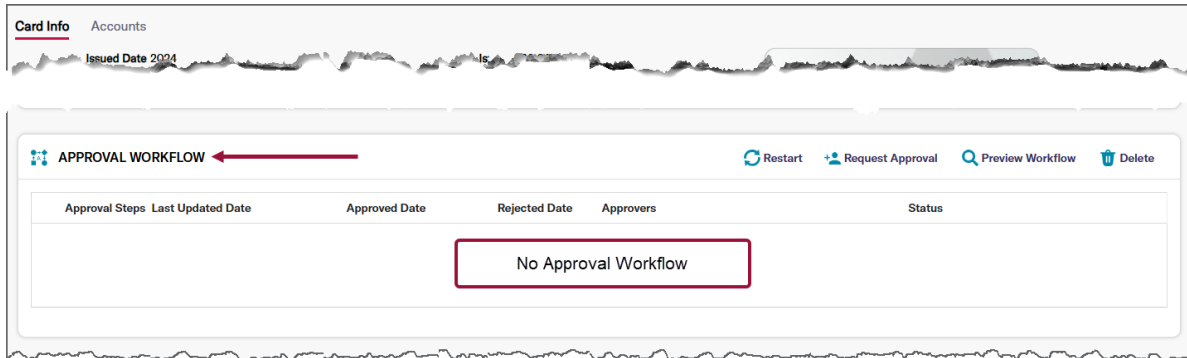 Card Info Accounts
Issued Date 2024
APPROVAL WORKFLOW Restart Request Approval Preview Workflow Delete
Approval Steps Last Updated Date Approved Date Rejected Date Approvers Status
No Approval Workflow